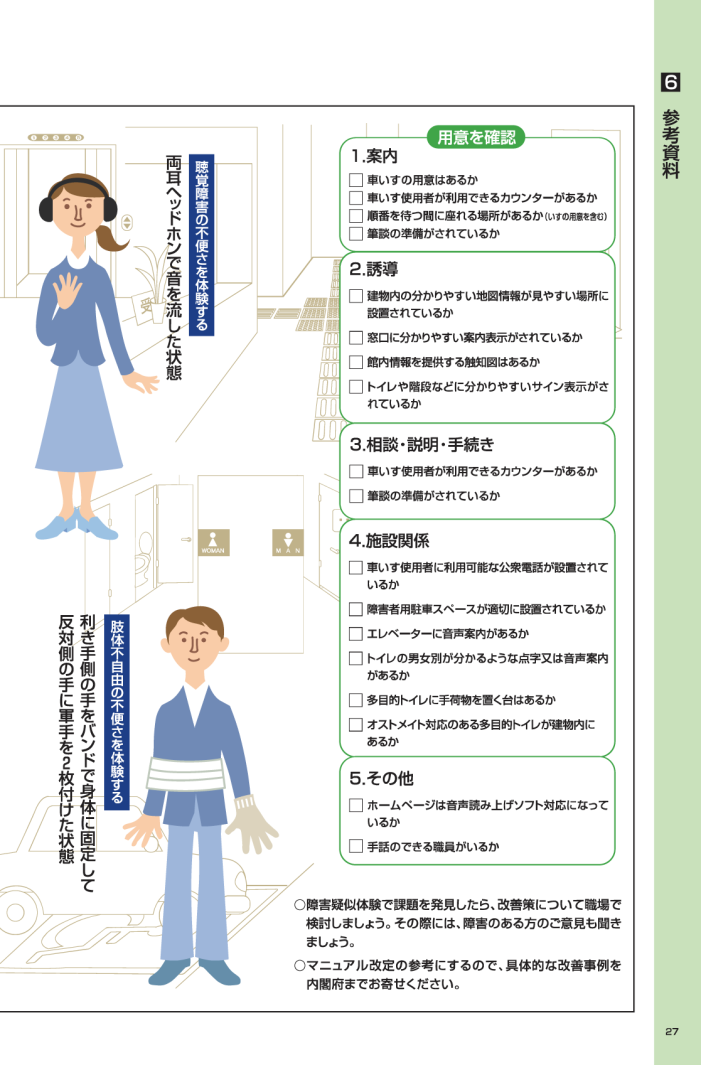 6
参考資料
用意を確認
1.案内
□車いすの用意はあるか
□車いす使用者が利用できるカウンターがあるか
□順番を待つ間に座れる場所があるか(いすの用意を含む)
□筆談の準備がされているか
2.誘導
□建物内の分かりやすい地図情報が見やすい場所に
設置されているか
□窓口に分かりやすい案内表示がされているか
□館内情報を提供する触知図はあるか
□トイレや階段などに分かりやすいサイン表示がさ
れているか
3.相談・説明・手続き
□車いす使用者が利用できるカウンターがあるか
□筆談の準備がされているか
4.施設関係
□車いす使用者に利用可能な公衆電話が設置されて
いるか
□障害者用駐車スペースが適切に設置されているか
□エレベーターに音声案内があるか
□トイレの男女別が分かるような点字又は音声案内
があるか
□多目的トイレに手荷物を置く台はあるか
□オストメイト対応のある多目的トイレが建物内に
あるか
5.その他
□ホームページは音声読み上げソフト対応になって
いるか
□手話のできる職員がいるか
○障害疑似体験で課題を発見したら、改善策について職場で
検討しましょう。その際には、障害のある方のご意見も聞き
ましょう。
○マニュアル改定の参考にするので、具体的な改善事例を
内閣府までお寄せください。
聴覚障害の不便さを体験する
両耳ヘッドホンで音を流した状態
1 2 3 4 5
WOMAN
MAN
肢体不自由の不便さを体験する
利き手側の手をバンドで身体に固定して
反対側の手に軍手を2枚付けた状態
27